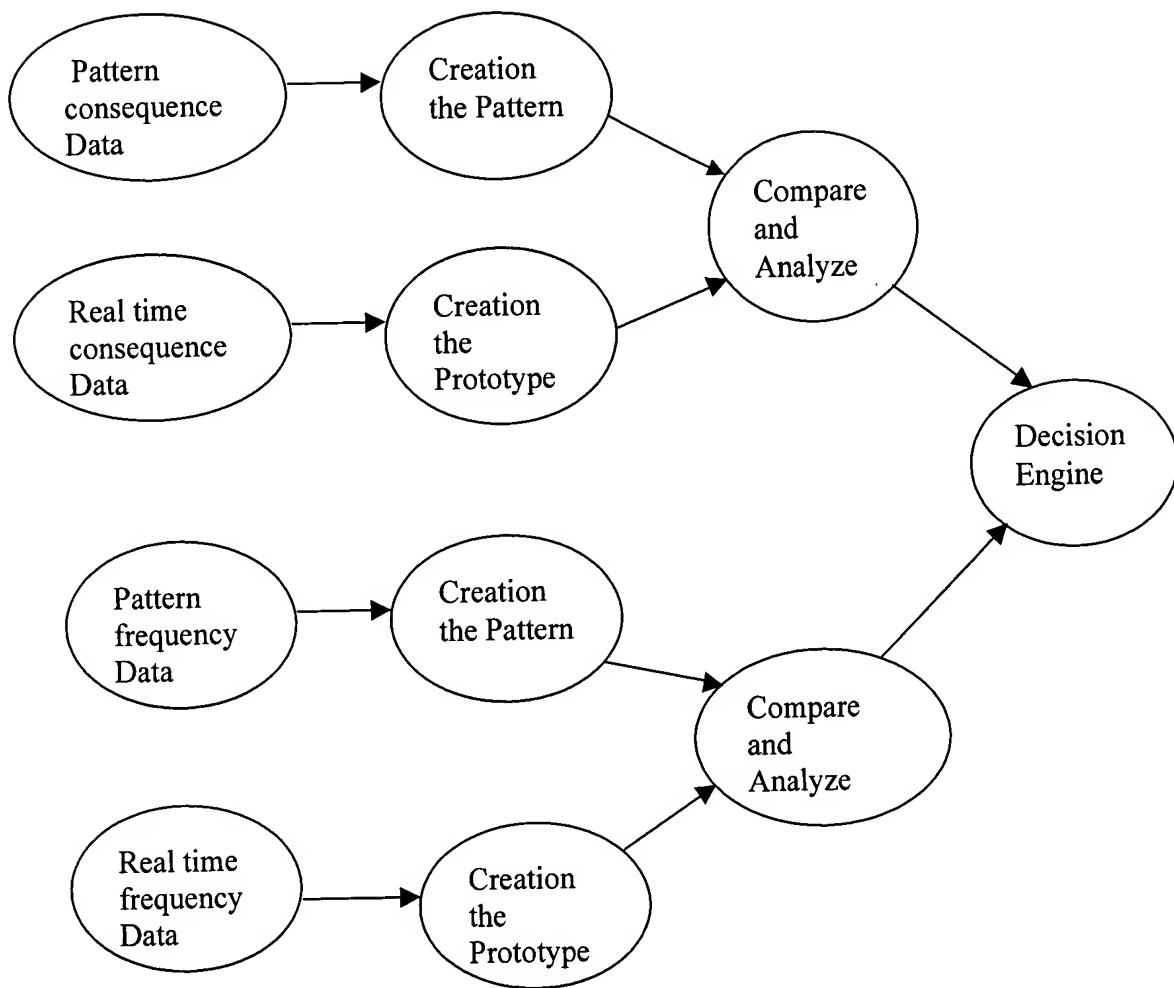 Pattern
consequence
Data
Creation
the Pattern
Compare
and
Analyze
Real time
consequence
Data
Creation
the
Prototype
Decision
Engine
Pattern
frequency
Data
Creation
the Pattern
Compare
and
Analyze
Real time
frequency
Data
Creation
the
Prototype